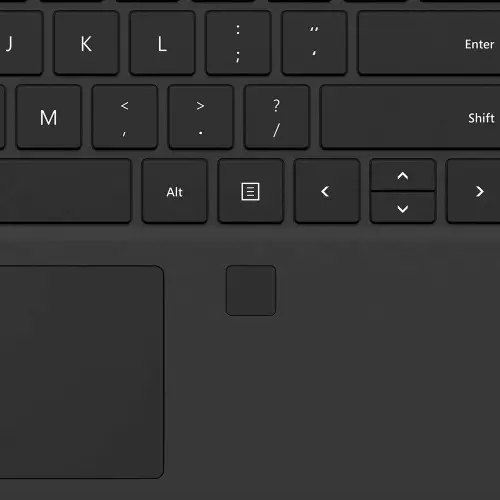 J K L : ; " ' Enter
M < , > . ? / Shift
Alt